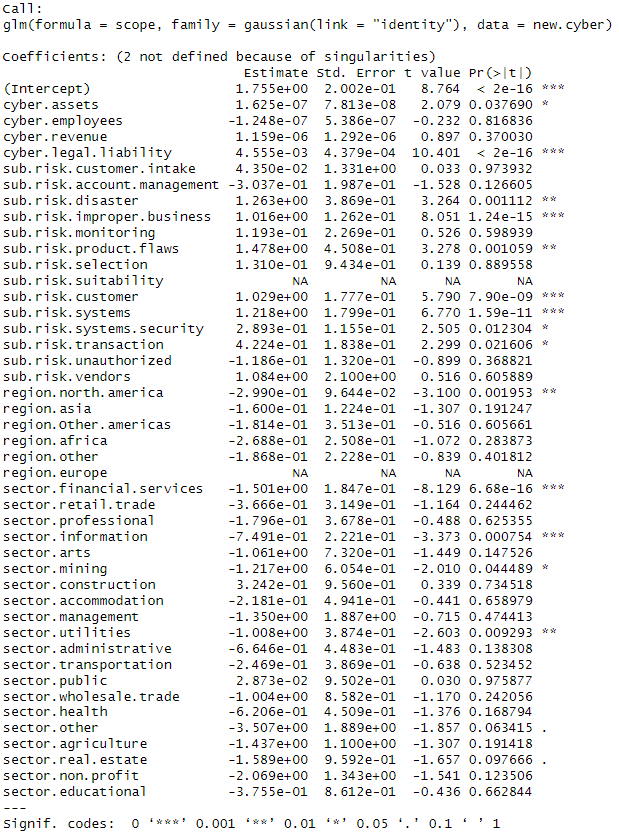 Call:
glm(formula = scope, family = gaussian(link = "identity"), data = new.cyber)
Coefficients: (2 not defined because of singularities)
Estimate Std. Error t value Pr(>|t|)
(Intercept) 1.755e+00 2.002e-01 8.764 < 2e-16 ***
cyber.assets 1.625e-07 7.813e-08 2.079 0.037690 *
cyber.employees -1.248e-07 5.386e-07 -0.232 0.816836
cyber.revenue 1.159e-06 1.292e-06 0.897 0.370030
cyber.legal.liability 4.555e-03 4.379e-04 10.401 < 2e-16 ***
sub.risk.customer.intake 4.350e-02 1.331e+00 0.033 0.973932
sub.risk.account.management -3.037e-01 1.987e-01 -1.528 0.126605
sub.risk.disaster 1.263e+00 3.869e-01 3.264 0.001112 **
sub.risk.improper.business 1.016e+00 1.262e-01 8.051 1.24e-15 ***
sub.risk.monitoring 1.193e-01 2.269e-01 0.526 0.598939
sub.risk.product.flaws 1.478e+00 4.508e-01 3.278 0.001059 **
sub.risk.selection 1.310e-01 9.434e-01 0.139 0.889558
sub.risk.suitability NA NA NA NA
sub.risk.customer 1.029e+00 1.777e-01 5.790 7.90e-09 ***
sub.risk.systems 1.218e+00 1.799e-01 6.770 1.59e-11 ***
sub.risk.systems.security 2.893e-01 1.155e-01 2.505 0.012304 *
sub.risk.transaction 4.224e-01 1.838e-01 2.299 0.021606 *
sub.risk.unauthorized -1.186e-01 1.320e-01 -0.899 0.368821
sub.risk.vendors 1.084e+00 2.100e+00 0.516 0.605889
region.north.america -2.990e-01 9.644e-02 -3.100 0.001953 **
region.asia -1.600e-01 1.224e-01 -1.307 0.191247
region.Other.americas -1.814e-01 3.513e-01 -0.516 0.605661
region.africa -2.688e-01 2.508e-01 -1.072 0.283873
region.other -1.868e-01 2.228e-01 -0.839 0.401812
region.europe NA NA NA NA
sector.financial.services -1.501e+00 1.847e-01 -8.129 6.68e-16 ***
sector.retail.trade -3.666e-01 3.149e-01 -1.164 0.244462
sector.professional -1.796e-01 3.678e-01 -0.488 0.625355
sector.information -7.491e-01 2.221e-01 -3.373 0.000754 ***
sector.arts -1.061e+00 7.320e-01 -1.449 0.147526
sector.mining -1.217e+00 6.054e-01 -2.010 0.044489 *
sector.construction 3.242e-01 9.560e-01 0.339 0.734518
sector.accommodation -2.181e-01 4.941e-01 -0.441 0.658979
sector.management -1.350e+00 1.887e+00 -0.715 0.474413
sector.utilities -1.008e+00 3.874e-01 -2.603 0.009293 **
sector.administrative -6.646e-01 4.483e-01 -1.483 0.138308
sector.transportation -2.469e-01 3.869e-01 -0.638 0.523452
sector.public 2.873e-02 9.502e-01 0.030 0.975877
sector.wholesale.trade -1.004e+00 8.582e-01 -1.170 0.242056
sector.health -6.206e-01 4.509e-01 -1.376 0.168794
sector.other -3.507e+00 1.889e+00 -1.857 0.063415 .
sector.agriculture -1.437e+00 1.100e+00 -1.307 0.191418
sector.real.estate -1.589e+00 9.592e-01 -1.657 0.097666 .
sector.non.profit -2.069e+00 1.343e+00 -1.541 0.123506
sector.educational -3.755e-01 8.612e-01 -0.436 0.662844
---
Signif. codes: 0 ‘***’ 0.001 ‘**’ 0.01 ‘*’ 0.05 ‘.’ 0.1 ‘ ’ 1